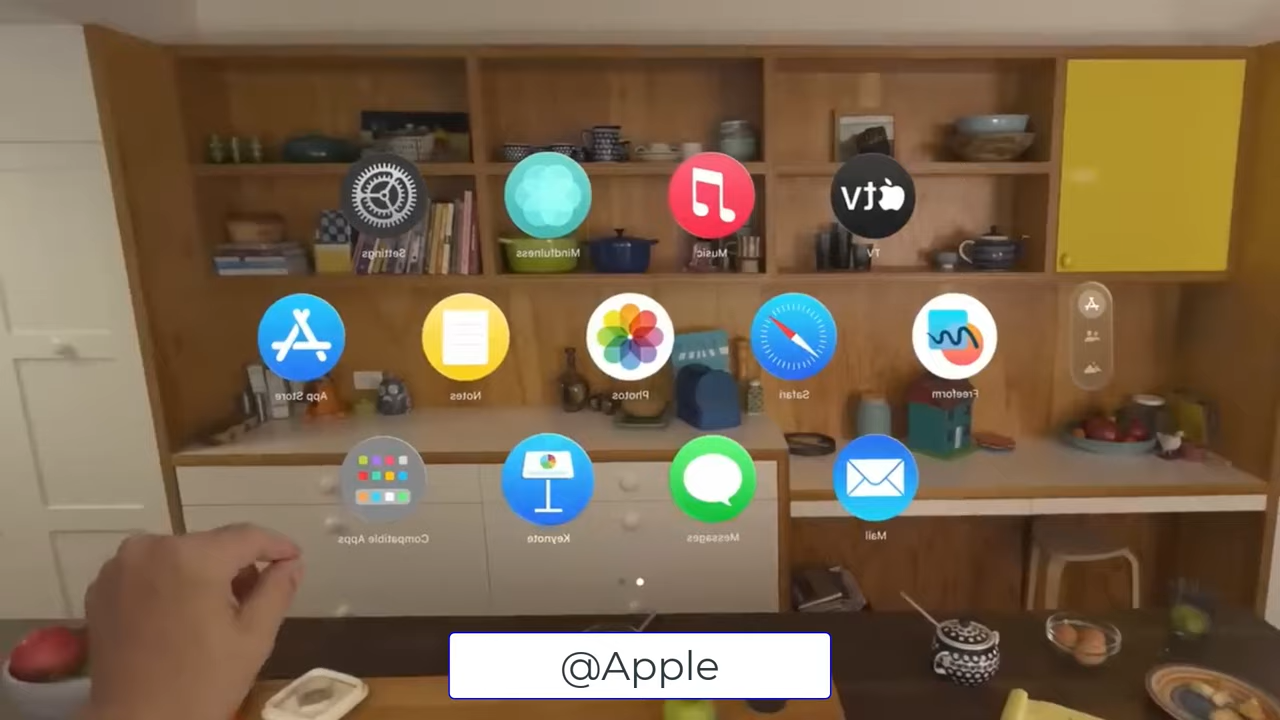 tv
Settings
Mindfulness
Music
TV
App Store
Notes
Photos
Safari
Freeform
Compatible Apps
Keynote
Messages
Mail
@Apple